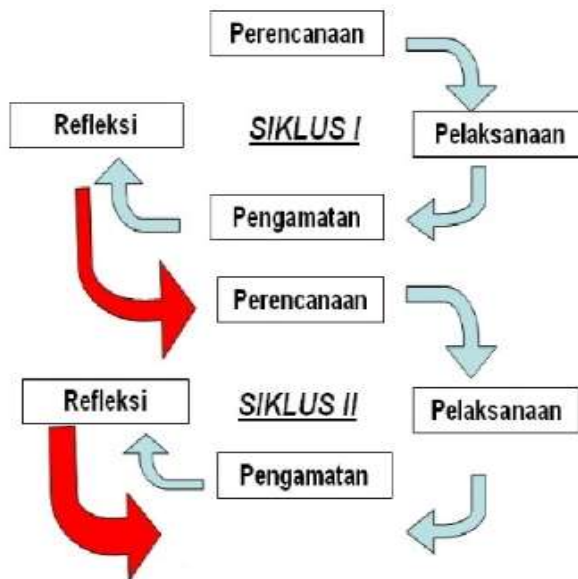 Perencanaan
Refleksi
SIKLUS I
Pelaksanaan
Pengamatan
Perencanaan
Refleksi
SIKLUS II
Pelaksanaan
Pengamatan